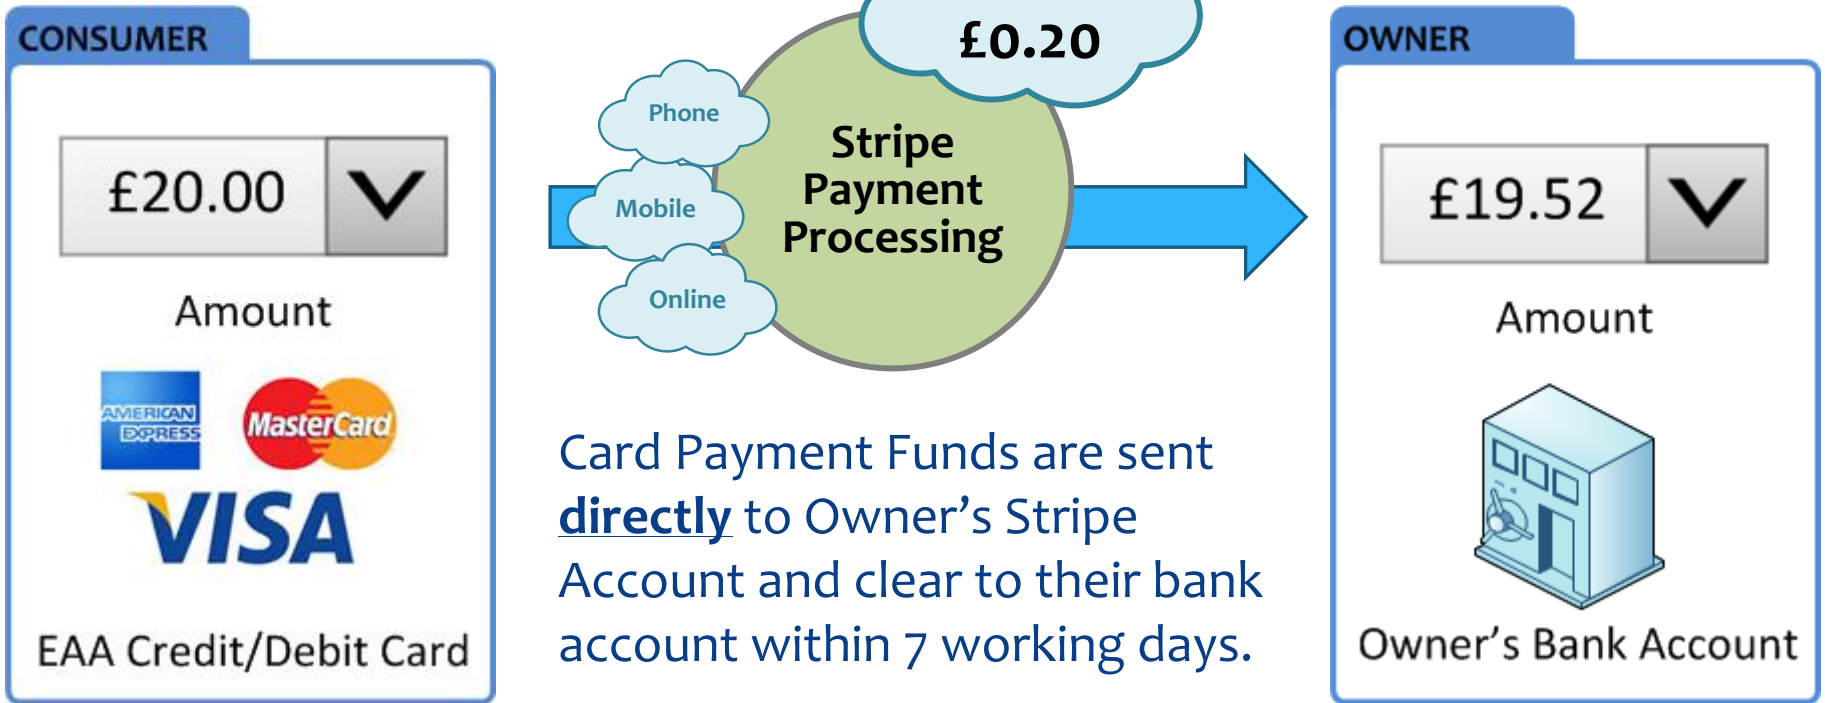 CONSUMER
£20.00
Amount
AMERICAN
EXPRESS
MasterCard
VISA
EAA Credit/Debit Card
£0.20
Phone
Mobile
Online
Stripe
Payment
Processing
Card Payment Funds are sent
directly to Owner’s Stripe
Account and clear to their bank
account within 7 working days.
OWNER
£19.52
Amount
Owner’s Bank Account